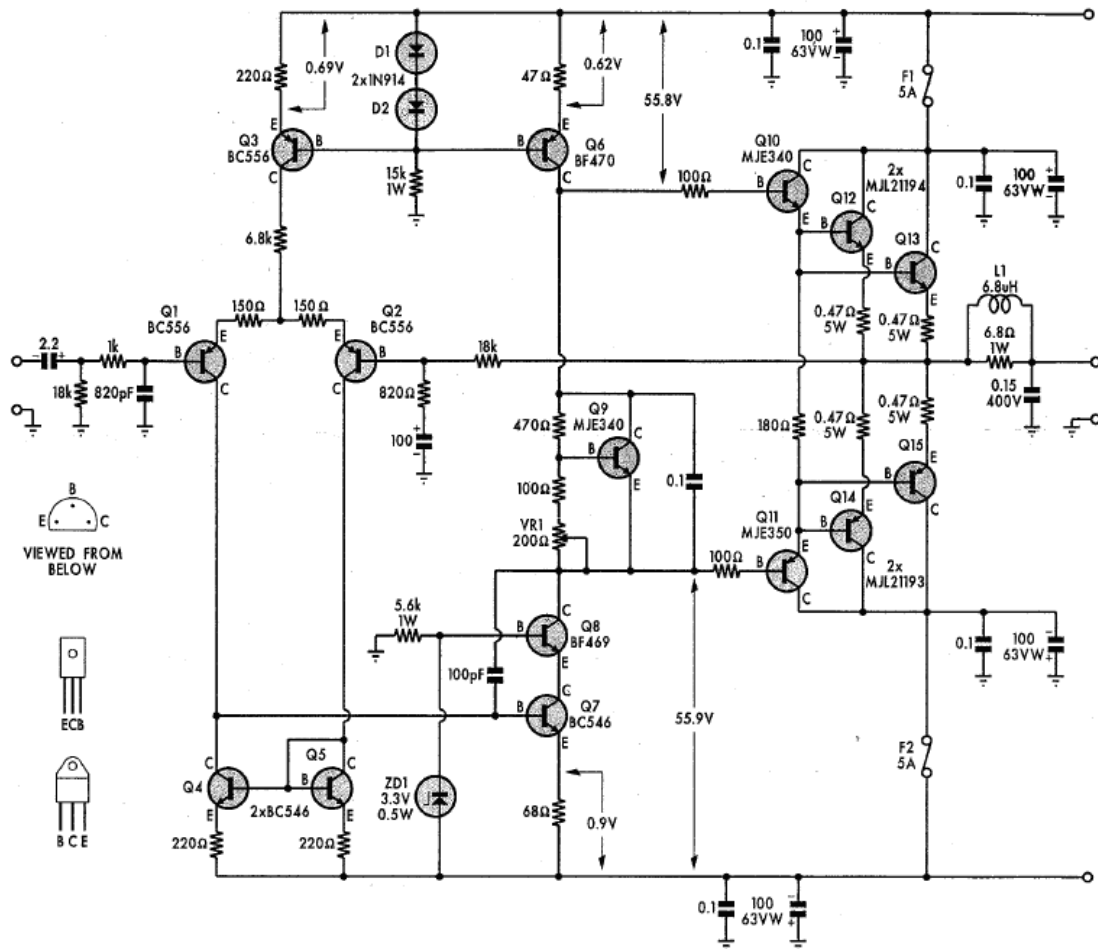 D1
2x1N914
D2
220Ω
0.69V
47Ω
0.62V
55.8V
0.1
100
63VW
+
-
F1
5A
Q3
BC556
E
B
C
15k
1W
B
E
C
Q6
BF470
100Ω
Q10
MJE340
B
C
E
2x
MJL21194
Q12
B
C
E
Q13
B
C
E
0.1
100
63VW
+
-
6.8k
150Ω
150Ω
Q1
BC556
B
E
C
Q2
BC556
E
B
C
2.2
- +
1k
18k
820pF
18k
820Ω
100
+
-
0.47Ω
5W
0.47Ω
5W
L1
6.8uH
6.8Ω
1W
0.15
400V
470Ω
Q9
MJE340
B
C
E
0.1
100Ω
VR1
200Ω
180Ω
0.47Ω
5W
0.47Ω
5W
Q15
B
E
C
Q14
B
E
C
Q11
MJE350
B
E
C
2x
MJL21193
100Ω
B
E C
VIEWED FROM
BELOW
5.6k
1W
Q8
BF469
B
C
E
100pF
Q7
BC546
B
C
E
55.9V
0.1
100
63VW
-
+
ECB
B C E
Q4
C
E
Q5
C
B
E
2xBC546
220Ω
220Ω
ZD1
3.3V
0.5W
68Ω
0.9V
F2
5A
0.1
100
63VW
-
+